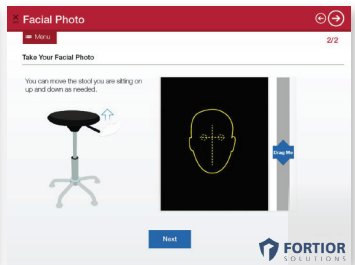 Facial Photo
Menu
2/2
Take Your Facial Photo
You can move the stool you are sitting on
up and down as needed.
Drag Me
Next
FORTIOR
SOLUTIONS